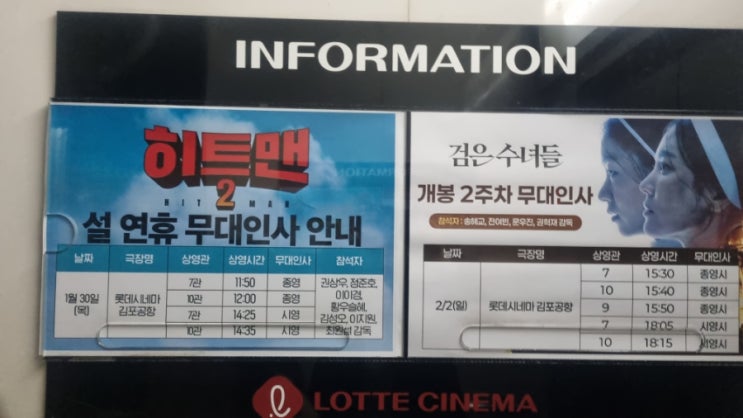 INFORMATION
히트맨
2
HITMAN
설 연휴 무대인사 안내
날짜 극장명 상영관 상영시간 무대인사 참석자
1월 30일(목) 롯데시네마 김포공항
7관 11:50 종영
10관 12:00 종영
7관 14:25 시영
10관 14:35 시영
권상우, 정준호,
이이경,
황우슬혜,
김성오, 이지원,
최원섭 감독
검은 수녀들
개봉 2주차 무대인사
참석자 : 송혜교, 전여빈, 문우진, 권혁재 감독
날짜 극장명 상영관 상영시간 무대인사
2/2(일) 롯데시네마 김포공항
7 15:30 종영시
10 15:40 종영시
9 15:50 종영시
7 18:05 시영시
10 18:15 시영시
LOTTE CINEMA